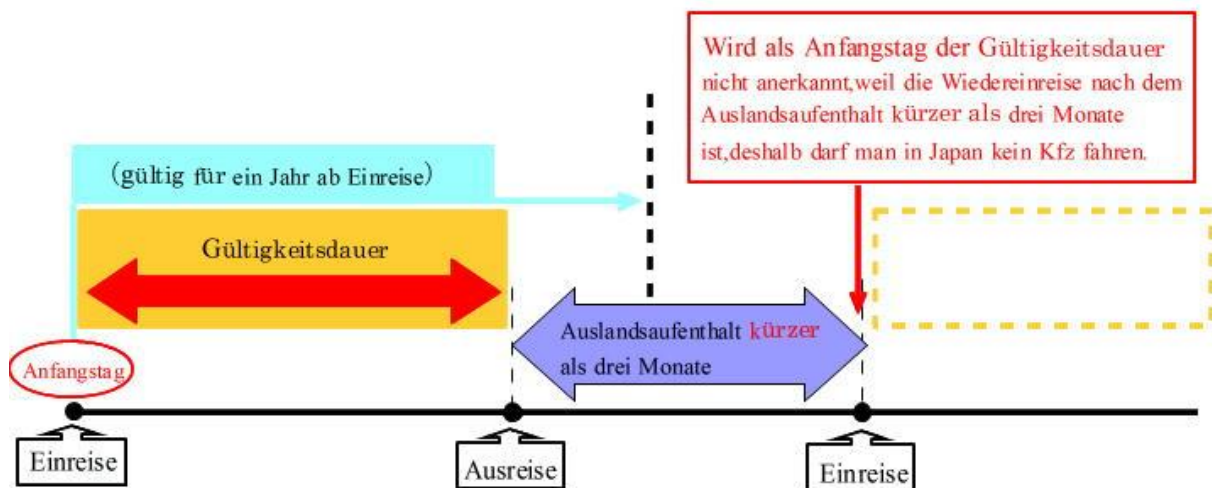 Wird als Anfangstag der Gültigkeitsdauer
nicht anerkannt,weil die Wiedereinreise nach dem
Auslandsaufenthalt kürzer als drei Monate
ist,deshalb darf man in Japan kein Kfz fahren.
(gültig für ein Jahr ab Einreise)
Gültigkeitsdauer
Auslandsaufenthalt kürzer
als drei Monate
Anfangstag
Einreise
Ausreise
Einreise